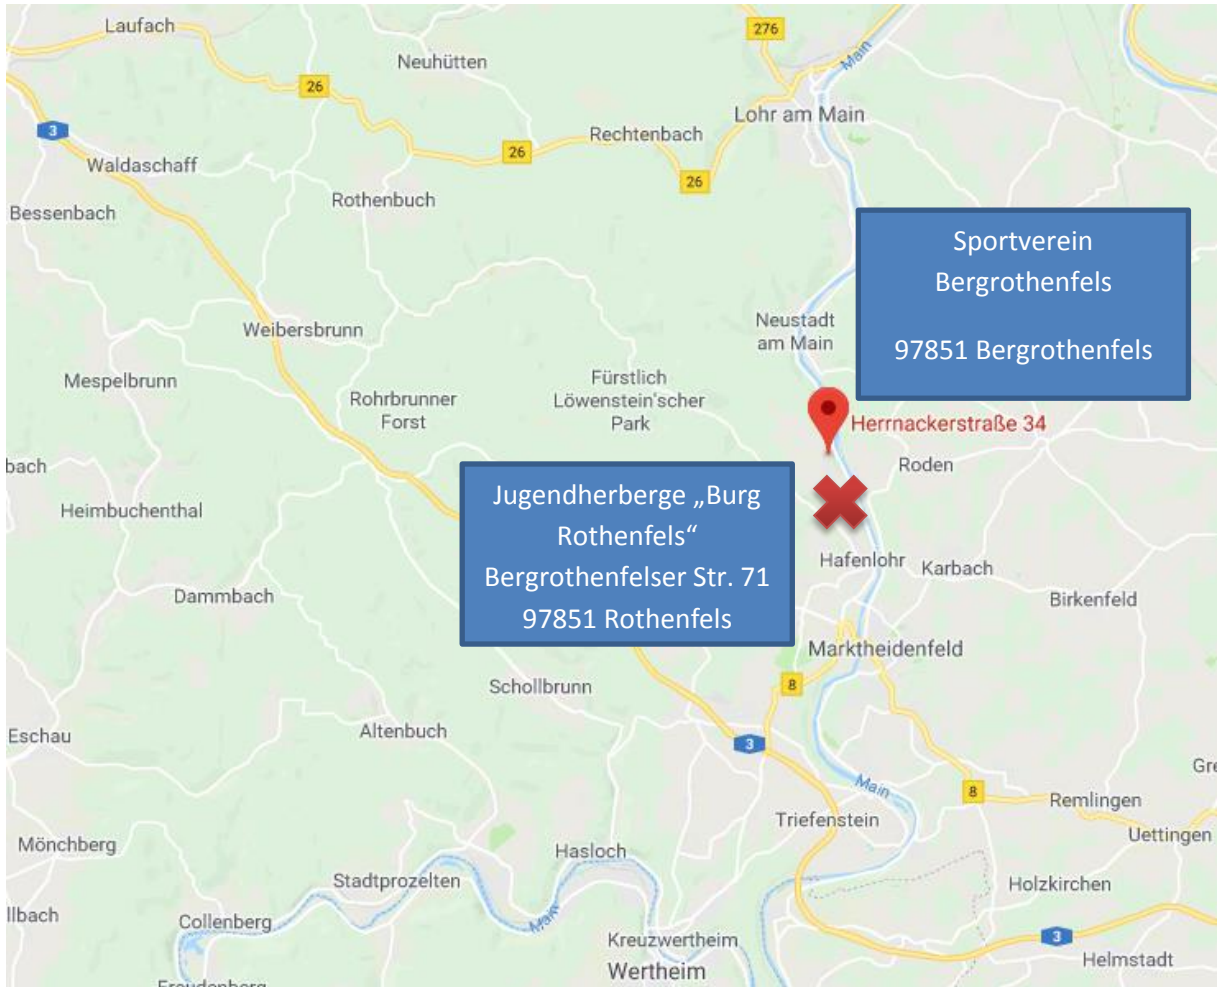 Laufach
276
Main
Neuhütten
26
Lohr am Main
3
Rechtenbach
26
Waldaschaff
26
Rothenbuch
Bessenbach
Sportverein
Bergrothenfels
97851 Bergrothenfels
Neustadt
am Main
Weibersbrunn
Mespelbrunn
Fürstlich
Löwenstein'scher
Park
Rohrbrunner
Forst
Herrnackerstraße 34
bach
Roden
Jugendherberge „Burg
Rothenfels“
Bergrothenfelser Str. 71
97851 Rothenfels
Heimbuchenthal
Hafenlohr
Karbach
Dammbach
Birkenfeld
Marktheidenfeld
Schollbrunn
8
Altenbuch
Eschau
3
Gre
Main
8
Remlingen
Triefenstein
Uettingen
Mönchberg
Hasloch
Stadtprozelten
Holzkirchen
llbach
Collenberg
Main
Kreuzwertheim
3
Helmstadt
Wertheim
Freudenberg